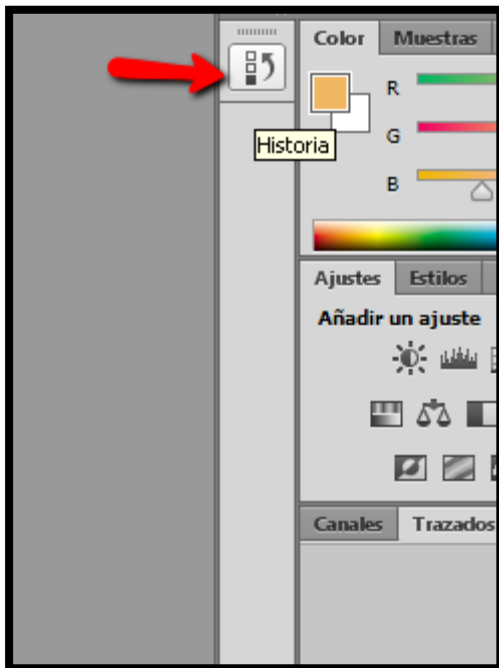 Color Muestras
R
Historia
G
B
Ajustes Estilos
Añadir un ajuste
Canales Trazados